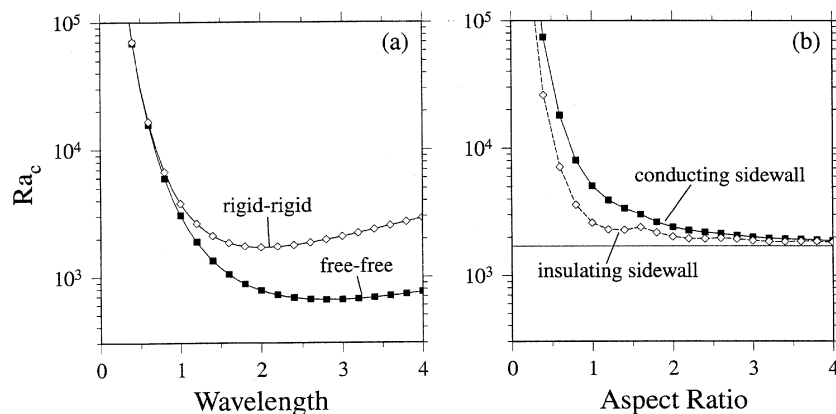 (a)
10^5
10^4
10^3
Ra_c
rigid-rigid
free-free
0 1 2 3 4
Wavelength
(b)
10^5
10^4
10^3
conducting sidewall
insulating sidewall
0 1 2 3 4
Aspect Ratio